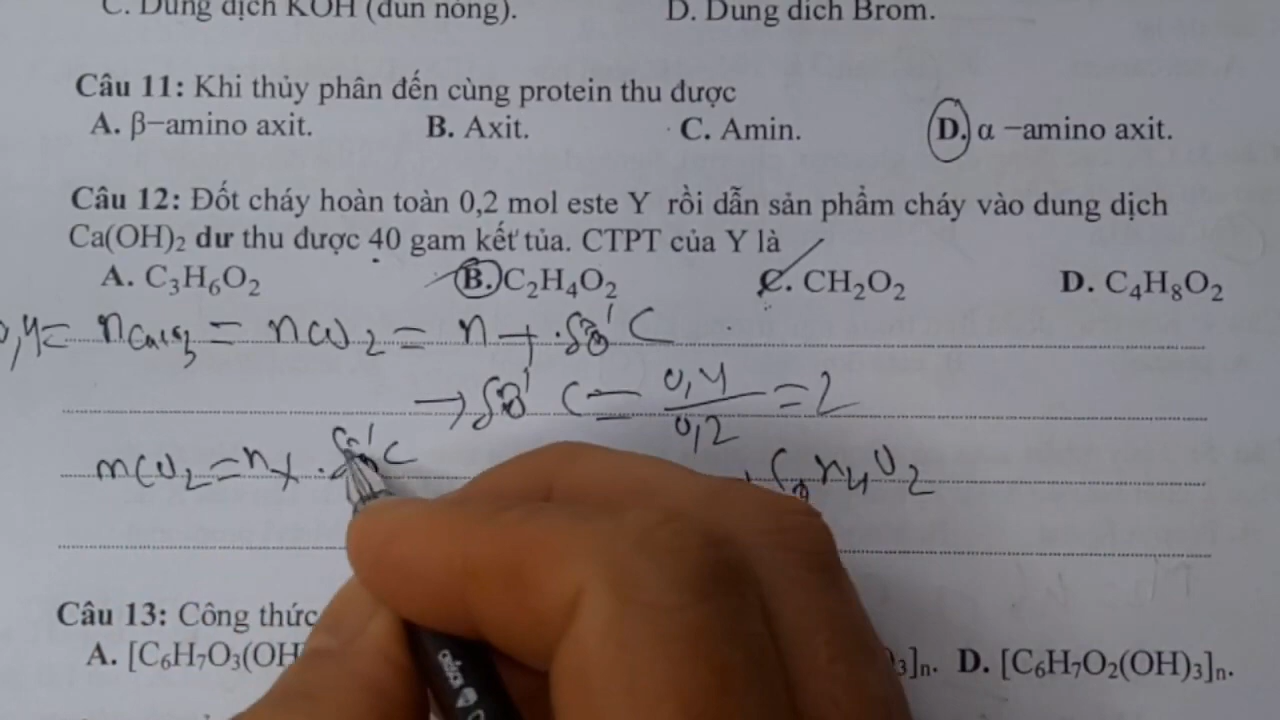 C. Dung dịch KOH (đun nóng). D. Dung dich Brom.
Câu 11: Khi thủy phân đến cùng protein thu được
A. β−amino axit. B. Axit. C. Amin. D. α −amino axit.
Câu 12: Đốt cháy hoàn toàn 0,2 mol este Y rồi dẫn sản phẩm cháy vào dung dịch
Ca(OH)₂ dư thu được 40 gam kết tủa. CTPT của Y là
A. C₃H₆O₂ B. C₂H₄O₂ C. CH₂O₂ D. C₄H₈O₂
0,4 = nCaCO₃ = nCO₂ = n . số C
→ số C = 0,4/0,2 = 2
nCO₂ = n . số C C₂H₄O₂
Câu 13: Công thức
A. [C₆H₇O₃(OH ₃]ₙ. D. [C₆H₇O₂(OH)₃]ₙ.